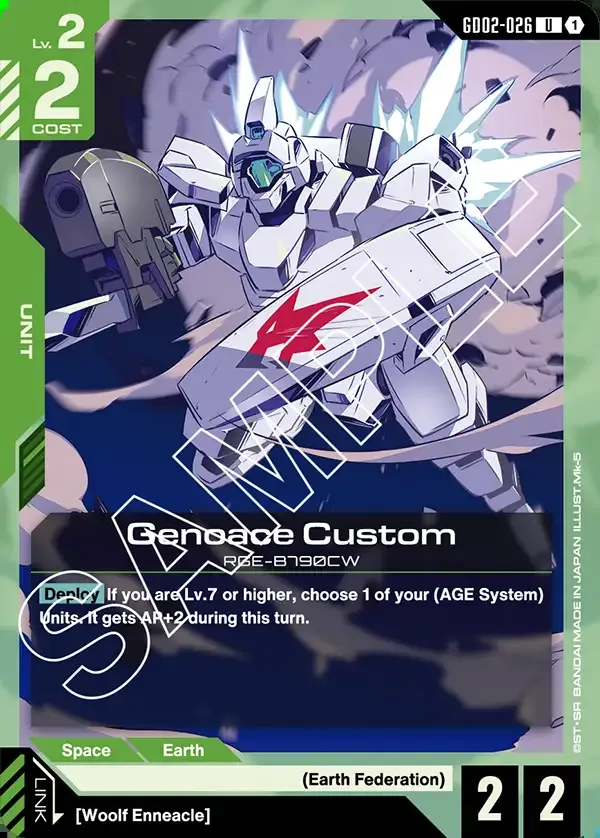 Lv. 2
2
COST
GD02-026 U 1
UNIT
SAMPLE
Genoace Custom
RGE-B790CW
Deploy If you are Lv.7 or higher, choose 1 of your (AGE System)
Units. It gets AP+2 during this turn.
©ST・SR BANDAI MADE IN JAPAN ILLUST.Mk-5
Space Earth
(Earth Federation)
LINK
[Woolf Enneacle]
2 2